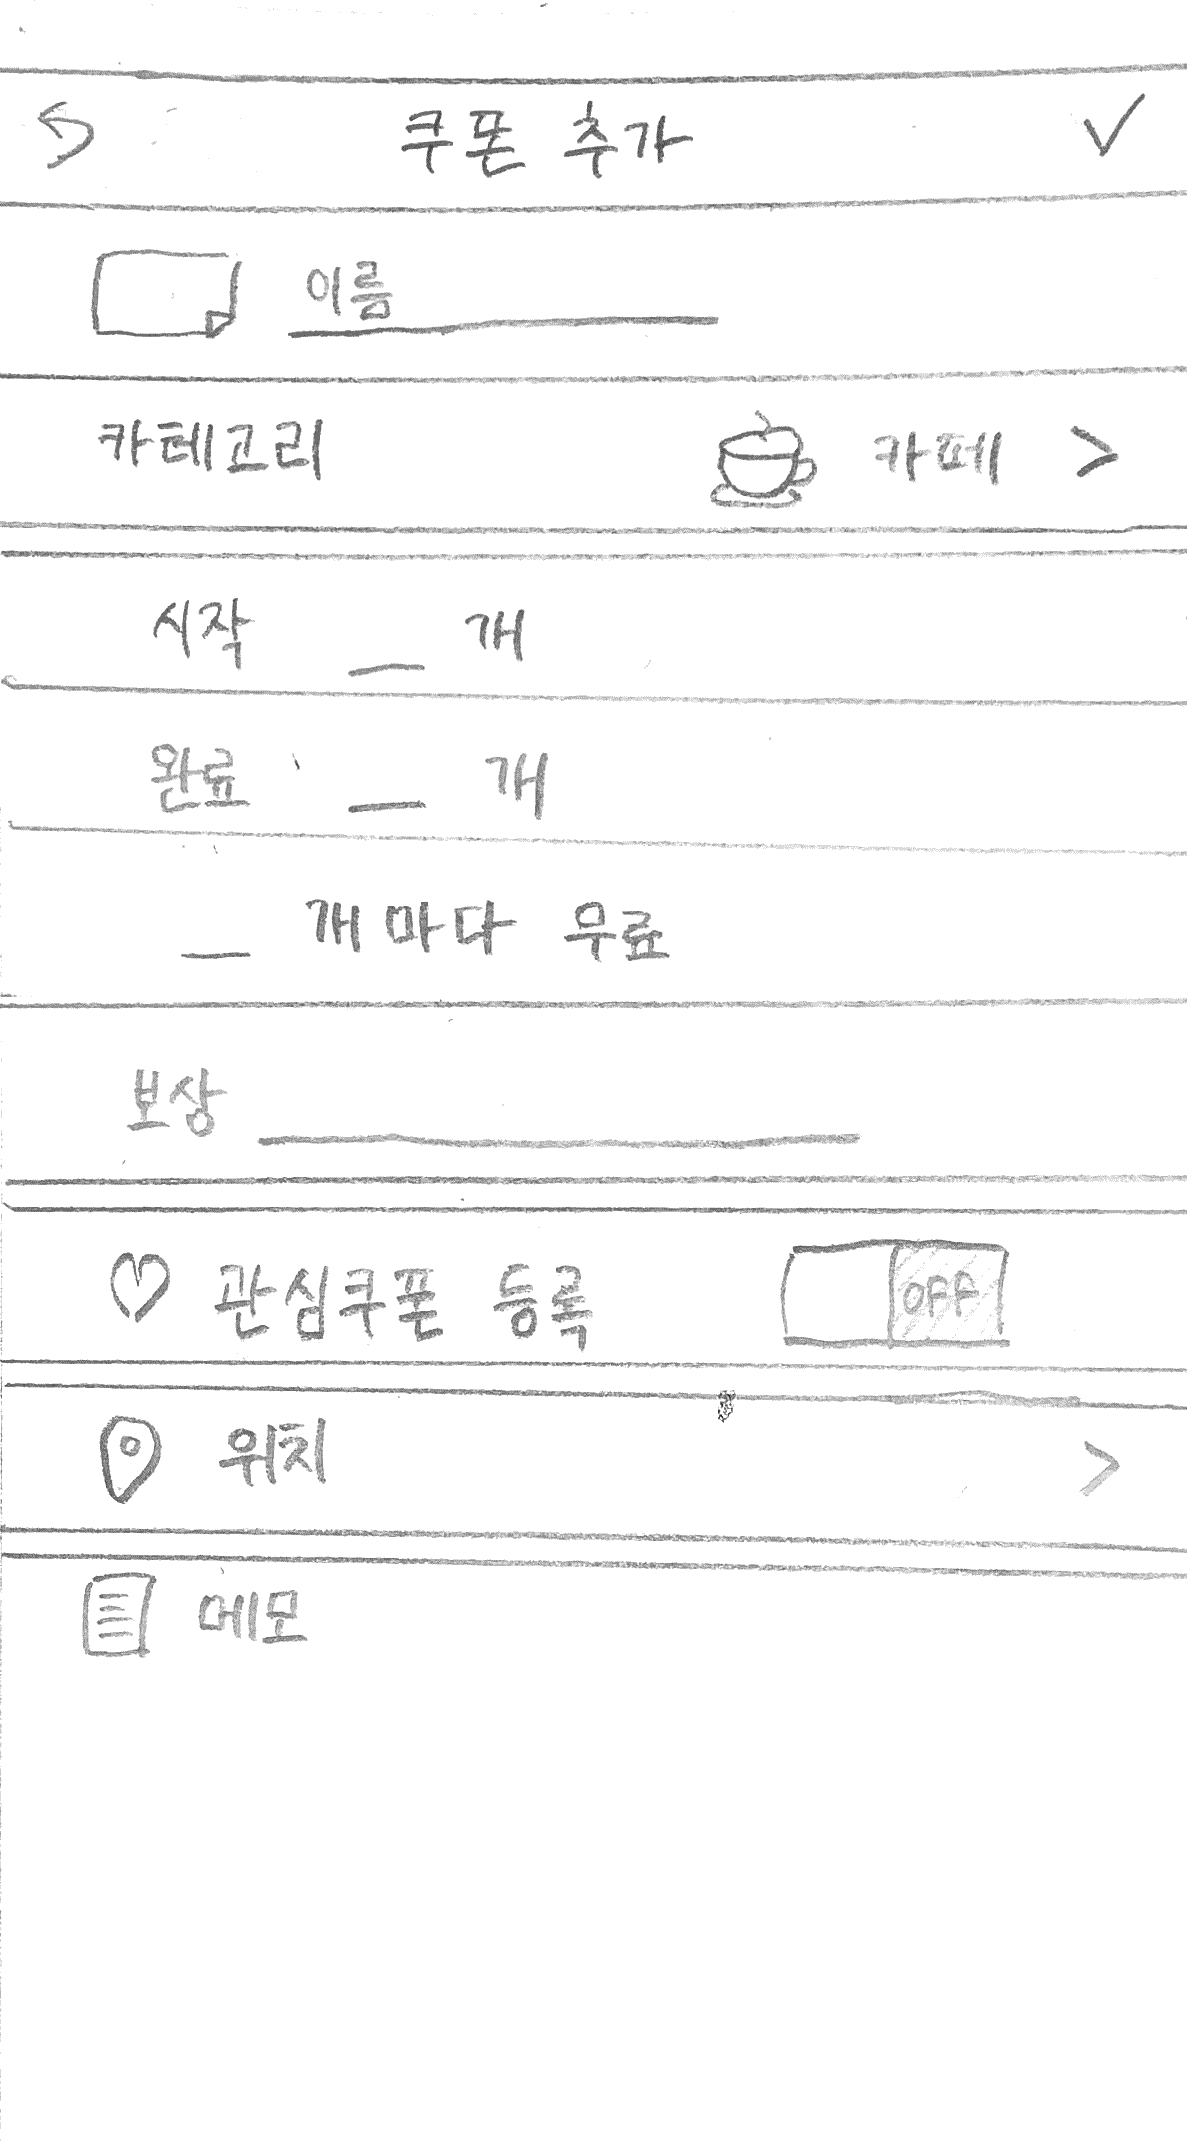 쿠폰 추가
이름
카테고리 카페 >
시작 __ 개
완료 __ 개
__ 개마다 무료
보상
관심쿠폰 등록 OFF
위치 >
메모